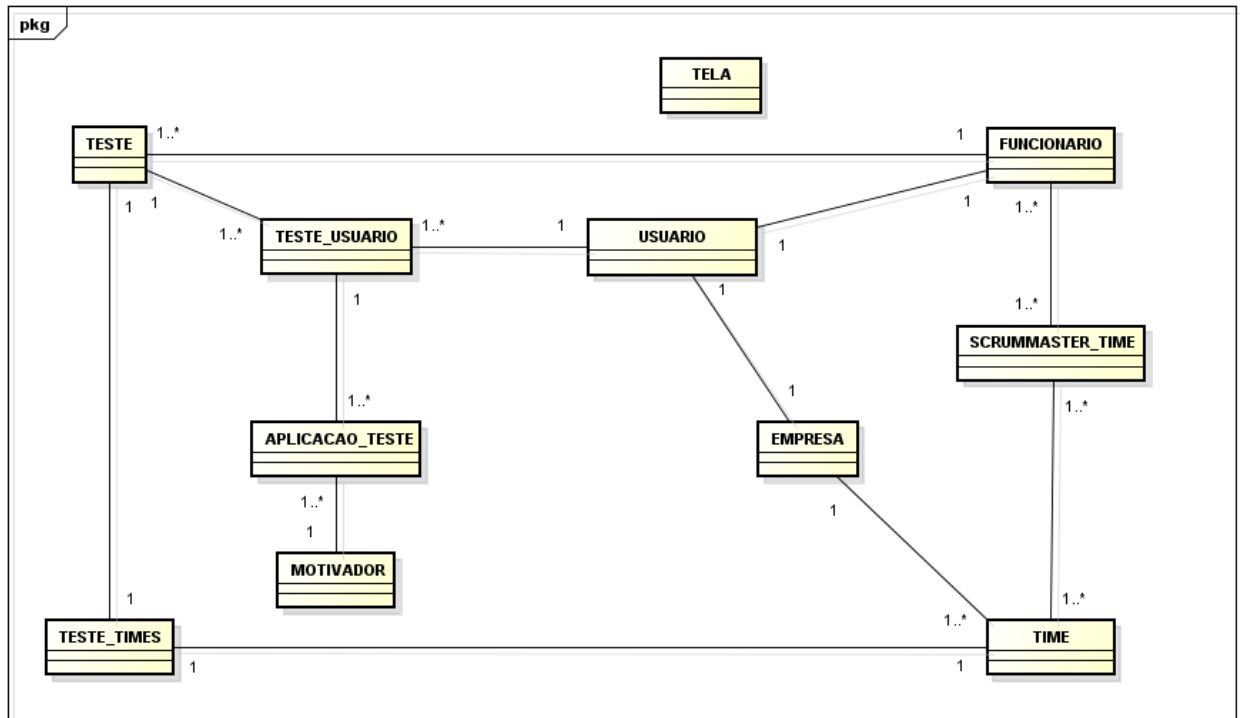 pkg
TELA
1..*
1
TESTE
FUNCIONARIO
1
1
1..*
1..*
1
1
1
1..*
TESTE_USUARIO
USUARIO
1
1
1..*
SCRUMMASTER_TIME
1
1..*
1..*
APLICACAO_TESTE
EMPRESA
1..*
1
1
MOTIVADOR
1
1..*
1..*
TESTE_TIMES
TIME
1
1